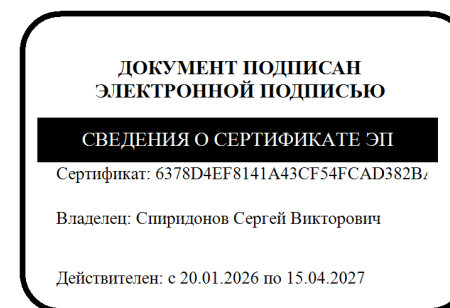 ДОКУМЕНТ ПОДПИСАН
ЭЛЕКТРОННОЙ ПОДПИСЬЮ
СВЕДЕНИЯ О СЕРТИФИКАТЕ ЭП
Сертификат: 6378D4EF8141A43CF54FCAD382B
Владелец: Спиридонов Сергей Викторович
Действителен: с 20.01.2026 по 15.04.2027